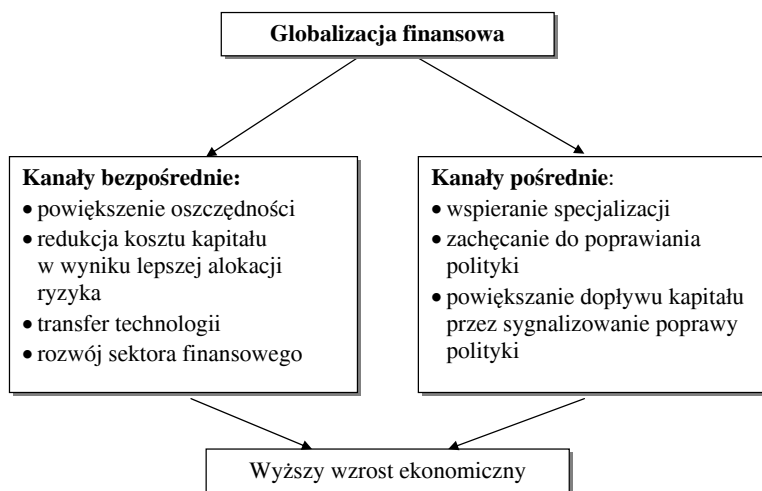 Globalizacja finansowa
Kanały bezpośrednie:
• powiększenie oszczędności
• redukcja kosztu kapitału
w wyniku lepszej alokacji
ryzyka
• transfer technologii
• rozwój sektora finansowego
Kanały pośrednie:
• wspieranie specjalizacji
• zachęcanie do poprawiania
polityki
• powiększanie dopływu kapitału
przez sygnalizowanie poprawy
polityki
Wyższy wzrost ekonomiczny